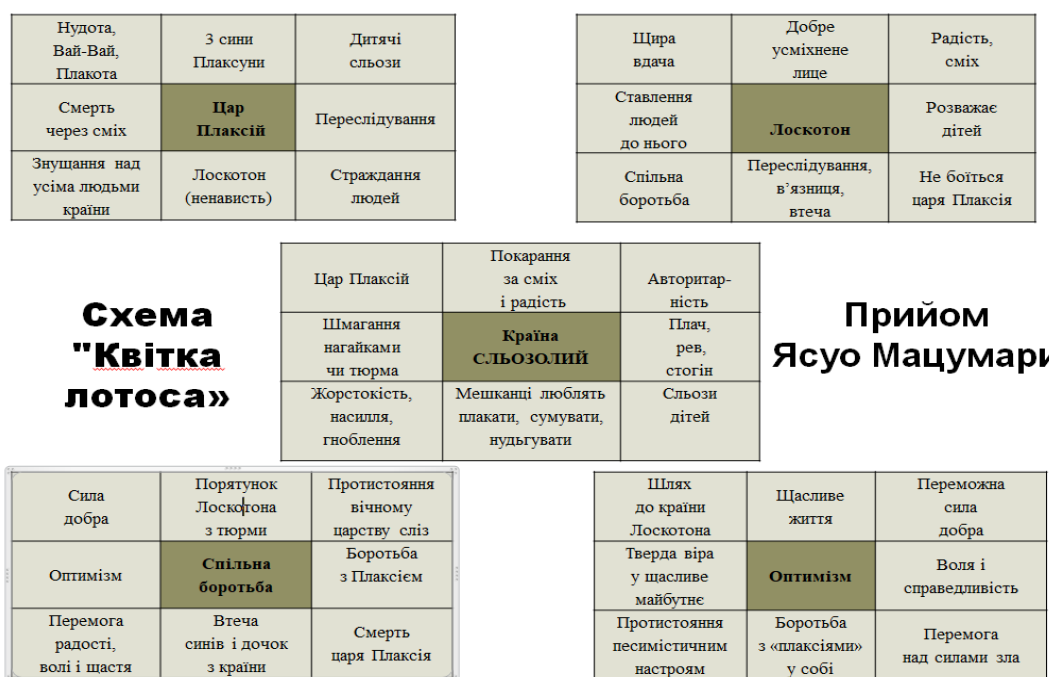 Нудота,
Вай-Вай,
Плакота
3 сини
Плаксуни
Дитячі
сльози
Смерть
через сміх
Цар
Плаксій
Переслідування
Знущання над
усіма людьми
країни
Лоскотон
(ненависть)
Страждання
людей
Щира
вдача
Добре
усміхнене
лице
Радість,
сміх
Ставлення
людей
до нього
Лоскотон
Розважає
дітей
Спільна
боротьба
Переслідування,
в’язниця,
втеча
Не боїться
царя Плаксія
Схема
"Квітка
лотоса»
Цар Плаксій
Покарання
за сміх
і радість
Авторитар-
ність
Шмагання
нагайками
чи тюрма
Країна
СЛЬОЗОЛИЙ
Плач,
рев,
стогін
Жорстокість,
насилля,
гноблення
Мешканці люблять
плакати, сумувати,
нудьгувати
Сльози
дітей
Прийом
Ясуо Мацумари
Сила
добра
Порятунок
Лоскотона
з тюрми
Протистояння
вічному
царству сліз
Оптимізм
Спільна
боротьба
Боротьба
з Плаксієм
Перемога
радості,
волі і щастя
Втеча
синів і дочок
з країни
Смерть
царя Плаксія
Шлях
до країни
Лоскотона
Щасливе
життя
Переможна
сила
добра
Тверда віра
у щасливе
майбутнє
Оптимізм
Воля і
справедливість
Протистояння
песимістичним
настроям
Боротьба
з «плаксіями»
у собі
Перемога
над силами зла